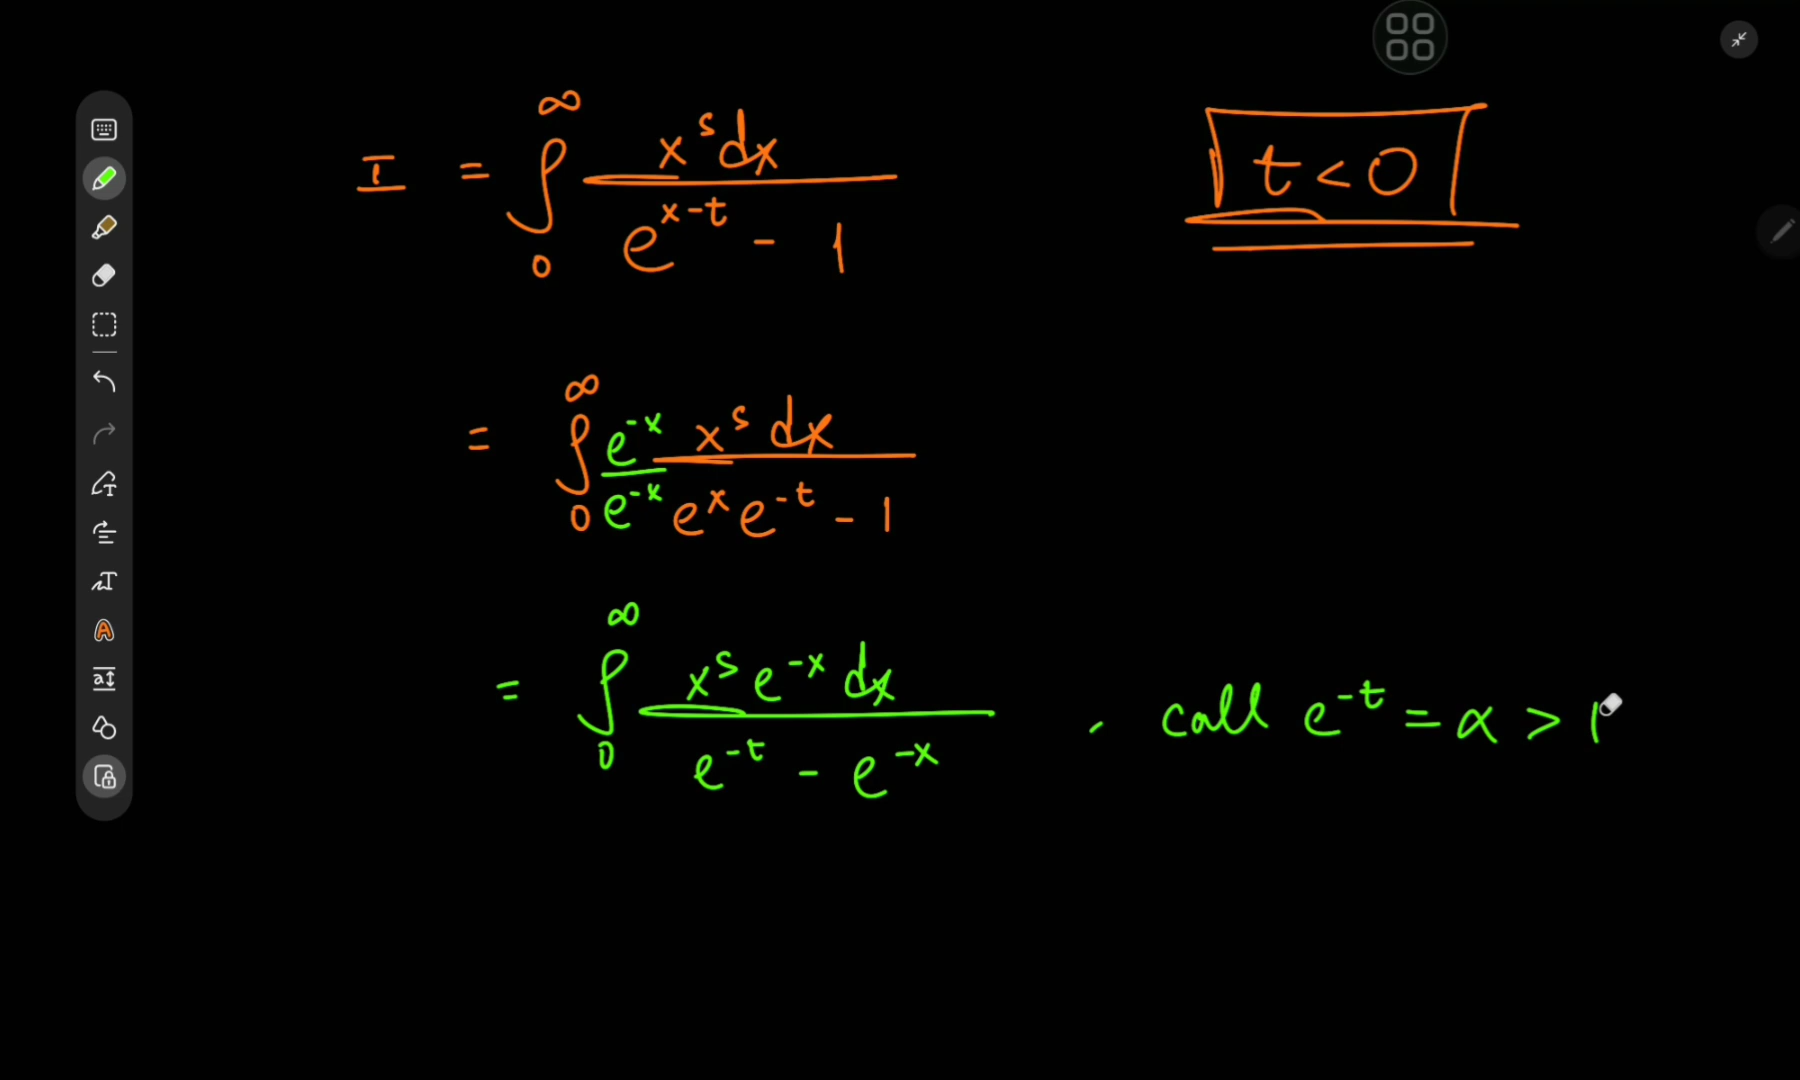 I = ∫₀^∞ x^s dx / (e^(x-t) - 1)
t < 0
= ∫₀^∞ (e^(-x) / e^(-x)) x^s dx / (e^x e^(-t) - 1)
= ∫₀^∞ x^s e^(-x) dx / (e^(-t) - e^(-x)) , call e^(-t) = α > 1